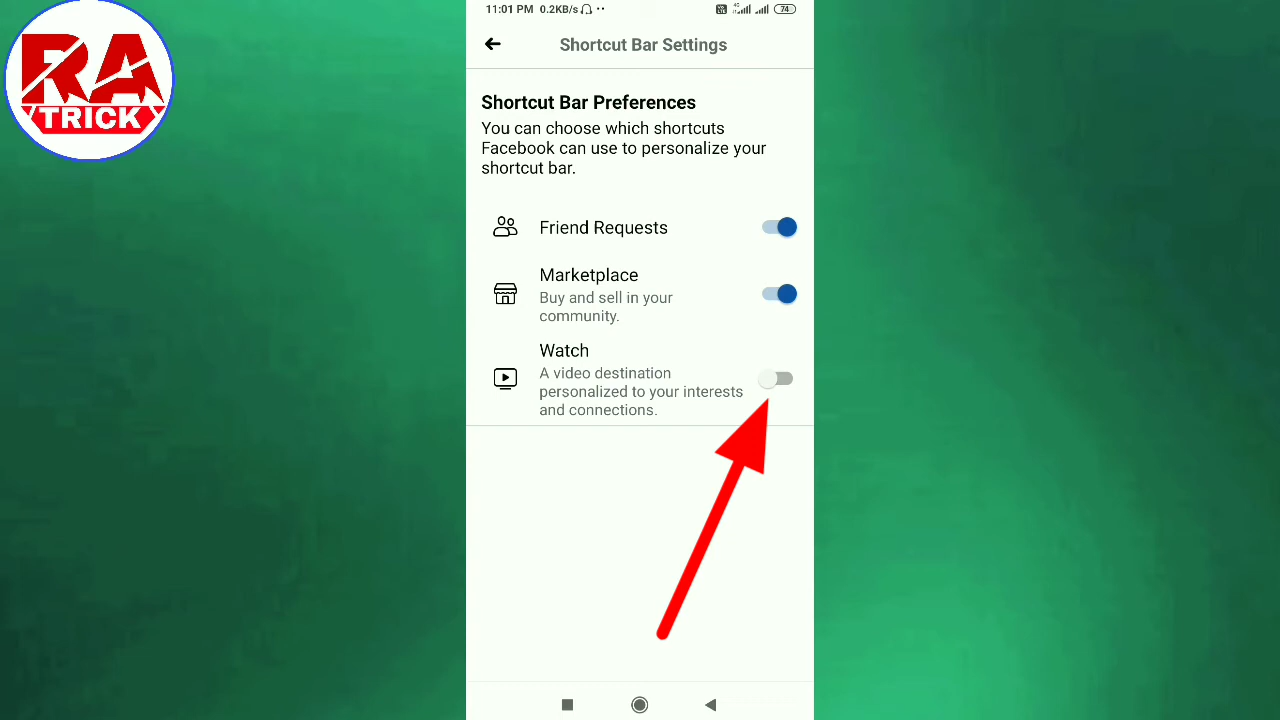 RA
TRICK
11:01 PM 0.2KB/s
4G
74
Shortcut Bar Settings
Shortcut Bar Preferences
You can choose which shortcuts
Facebook can use to personalize your
shortcut bar.
Friend Requests
Marketplace
Buy and sell in your
community.
Watch
A video destination
personalized to your interests
and connections.